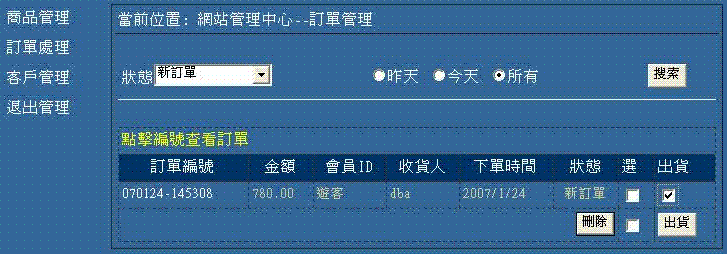 商品管理
訂單處理
客戶管理
退出管理
當前位置: 網站管理中心--訂單管理
狀態 新訂單 昨天 今天 所有 搜索
點擊編號查看訂單
訂單編號 金額 會員ID 收貨人 下單時間 狀態 選 出貨
070124-145308 780.00 遊客 dba 2007/1/24 新訂單
刪除 出貨